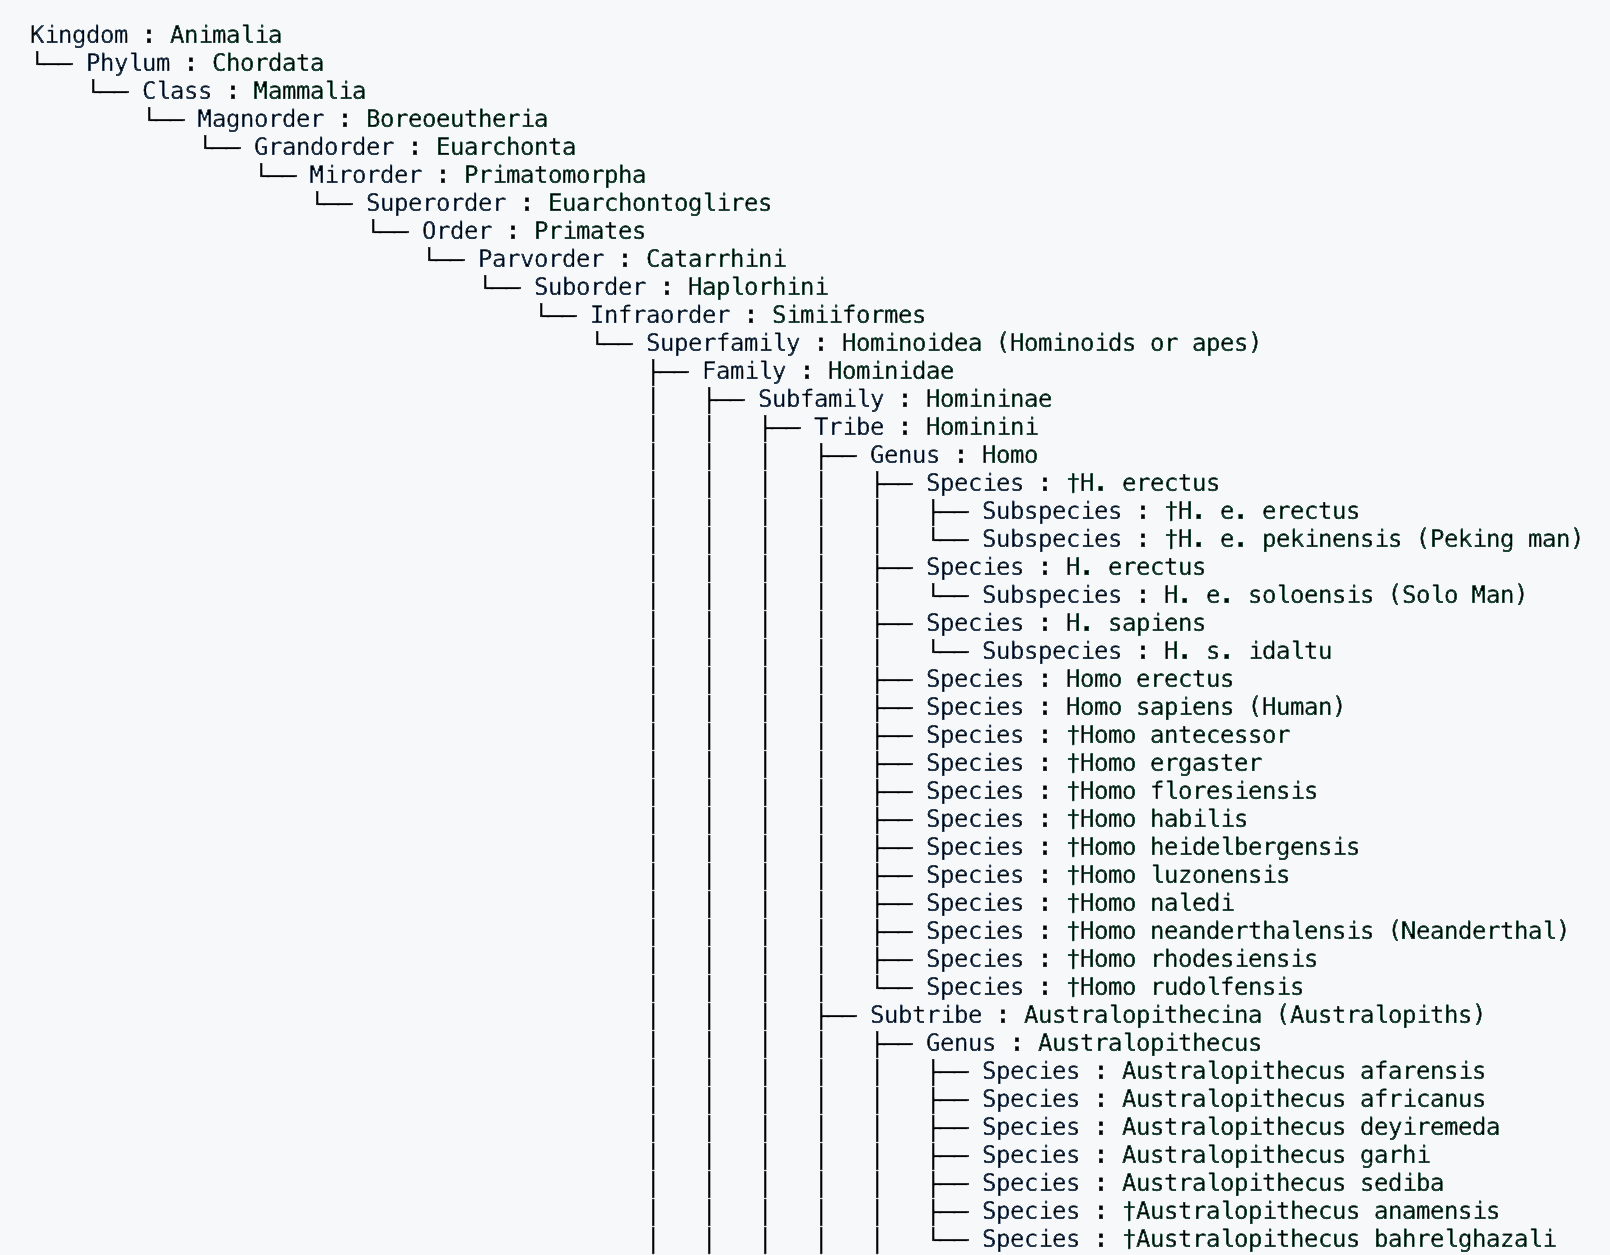 Kingdom : Animalia
└── Phylum : Chordata
    └── Class : Mammalia
        └── Magnorder : Boreoeutheria
            └── Grandorder : Euarchonta
                └── Mirorder : Primatomorpha
                    └── Superorder : Euarchontoglires
                        └── Order : Primates
                            └── Parvorder : Catarrhini
                                └── Suborder : Haplorhini
                                    └── Infraorder : Simiiformes
                                        └── Superfamily : Hominoidea (Hominoids or apes)
                                            ├── Family : Hominidae
                                            │   ├── Subfamily : Homininae
                                            │   │   ├── Tribe : Hominini
                                            │   │   │   ├── Genus : Homo
                                            │   │   │   │   ├── Species : †H. erectus
                                            │   │   │   │   │   ├── Subspecies : †H. e. erectus
                                            │   │   │   │   │   └── Subspecies : †H. e. pekinensis (Peking man)
                                            │   │   │   │   ├── Species : H. erectus
                                            │   │   │   │   │   └── Subspecies : H. e. soloensis (Solo Man)
                                            │   │   │   │   ├── Species : H. sapiens
                                            │   │   │   │   │   └── Subspecies : H. s. idaltu
                                            │   │   │   │   ├── Species : Homo erectus
                                            │   │   │   │   ├── Species : Homo sapiens (Human)
                                            │   │   │   │   ├── Species : †Homo antecessor
                                            │   │   │   │   ├── Species : †Homo ergaster
                                            │   │   │   │   ├── Species : †Homo floresiensis
                                            │   │   │   │   ├── Species : †Homo habilis
                                            │   │   │   │   ├── Species : †Homo heidelbergensis
                                            │   │   │   │   ├── Species : †Homo luzonensis
                                            │   │   │   │   ├── Species : †Homo naledi
                                            │   │   │   │   ├── Species : †Homo neanderthalensis (Neanderthal)
                                            │   │   │   │   ├── Species : †Homo rhodesiensis
                                            │   │   │   │   └── Species : †Homo rudolfensis
                                            │   │   │   ├── Subtribe : Australopithecina (Australopiths)
                                            │   │   │   │   ├── Genus : Australopithecus
                                            │   │   │   │   │   ├── Species : Australopithecus afarensis
                                            │   │   │   │   │   ├── Species : Australopithecus africanus
                                            │   │   │   │   │   ├── Species : Australopithecus deyiremeda
                                            │   │   │   │   │   ├── Species : Australopithecus garhi
                                            │   │   │   │   │   ├── Species : Australopithecus sediba
                                            │   │   │   │   │   ├── Species : †Australopithecus anamensis
                                            │   │   │   │   │   └── Species : †Australopithecus bahrelghazali